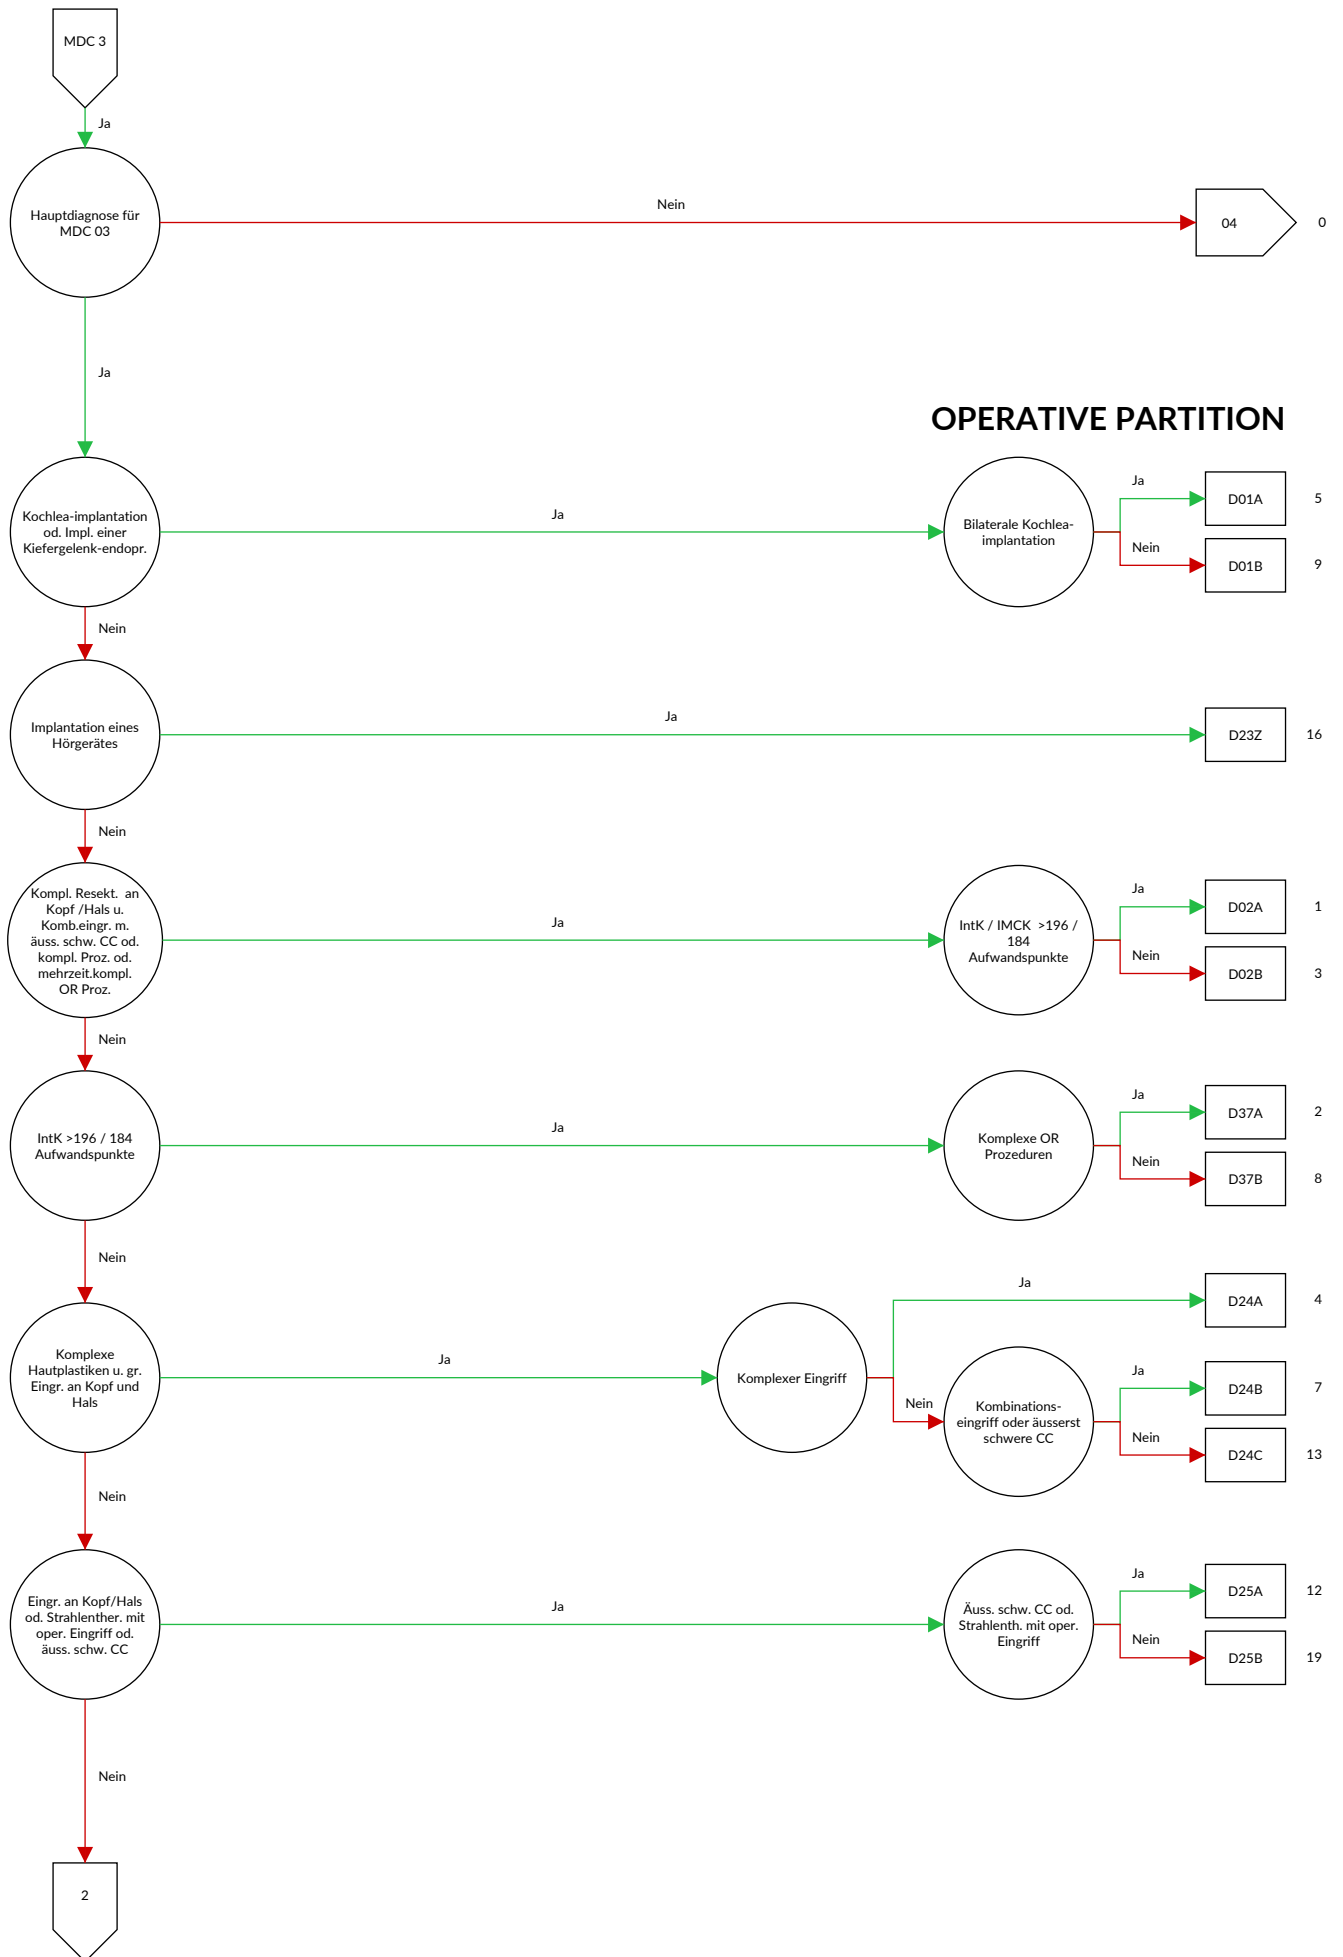 MDC 3
Ja
Hauptdiagnose für
MDC 03
Nein
04
0
Ja
OPERATIVE PARTITION
Kochlea-implantation
od. Impl. einer
Kiefergelenk-endopr.
Ja
Bilaterale Kochlea-
implantation
Ja
D01A
5
Nein
D01B
9
Nein
Implantation eines
Hörgerätes
Ja
D23Z
16
Nein
Kompl. Resekt. an
Kopf /Hals u.
Komb.eingr. m.
äuss. schw. CC od.
kompl. Proz. od.
mehrzeit.kompl.
OR Proz.
Ja
IntK / IMCK >196 /
184
Aufwandspunkte
Ja
D02A
1
Nein
D02B
3
Nein
IntK >196 / 184
Aufwandspunkte
Ja
Komplexe OR
Prozeduren
Ja
D37A
2
Nein
D37B
8
Nein
Komplexe
Hautplastiken u. gr.
Eingr. an Kopf und
Hals
Ja
Komplexer Eingriff
Ja
D24A
4
Nein
Kombinations-
eingriff oder äusserst
schwere CC
Ja
D24B
7
Nein
D24C
13
Nein
Eingr. an Kopf/Hals
od. Strahlenther. mit
oper. Eingriff od.
äuss. schw. CC
Ja
Äuss. schw. CC od.
Strahlenth. mit oper.
Eingriff
Ja
D25A
12
Nein
D25B
19
Nein
2